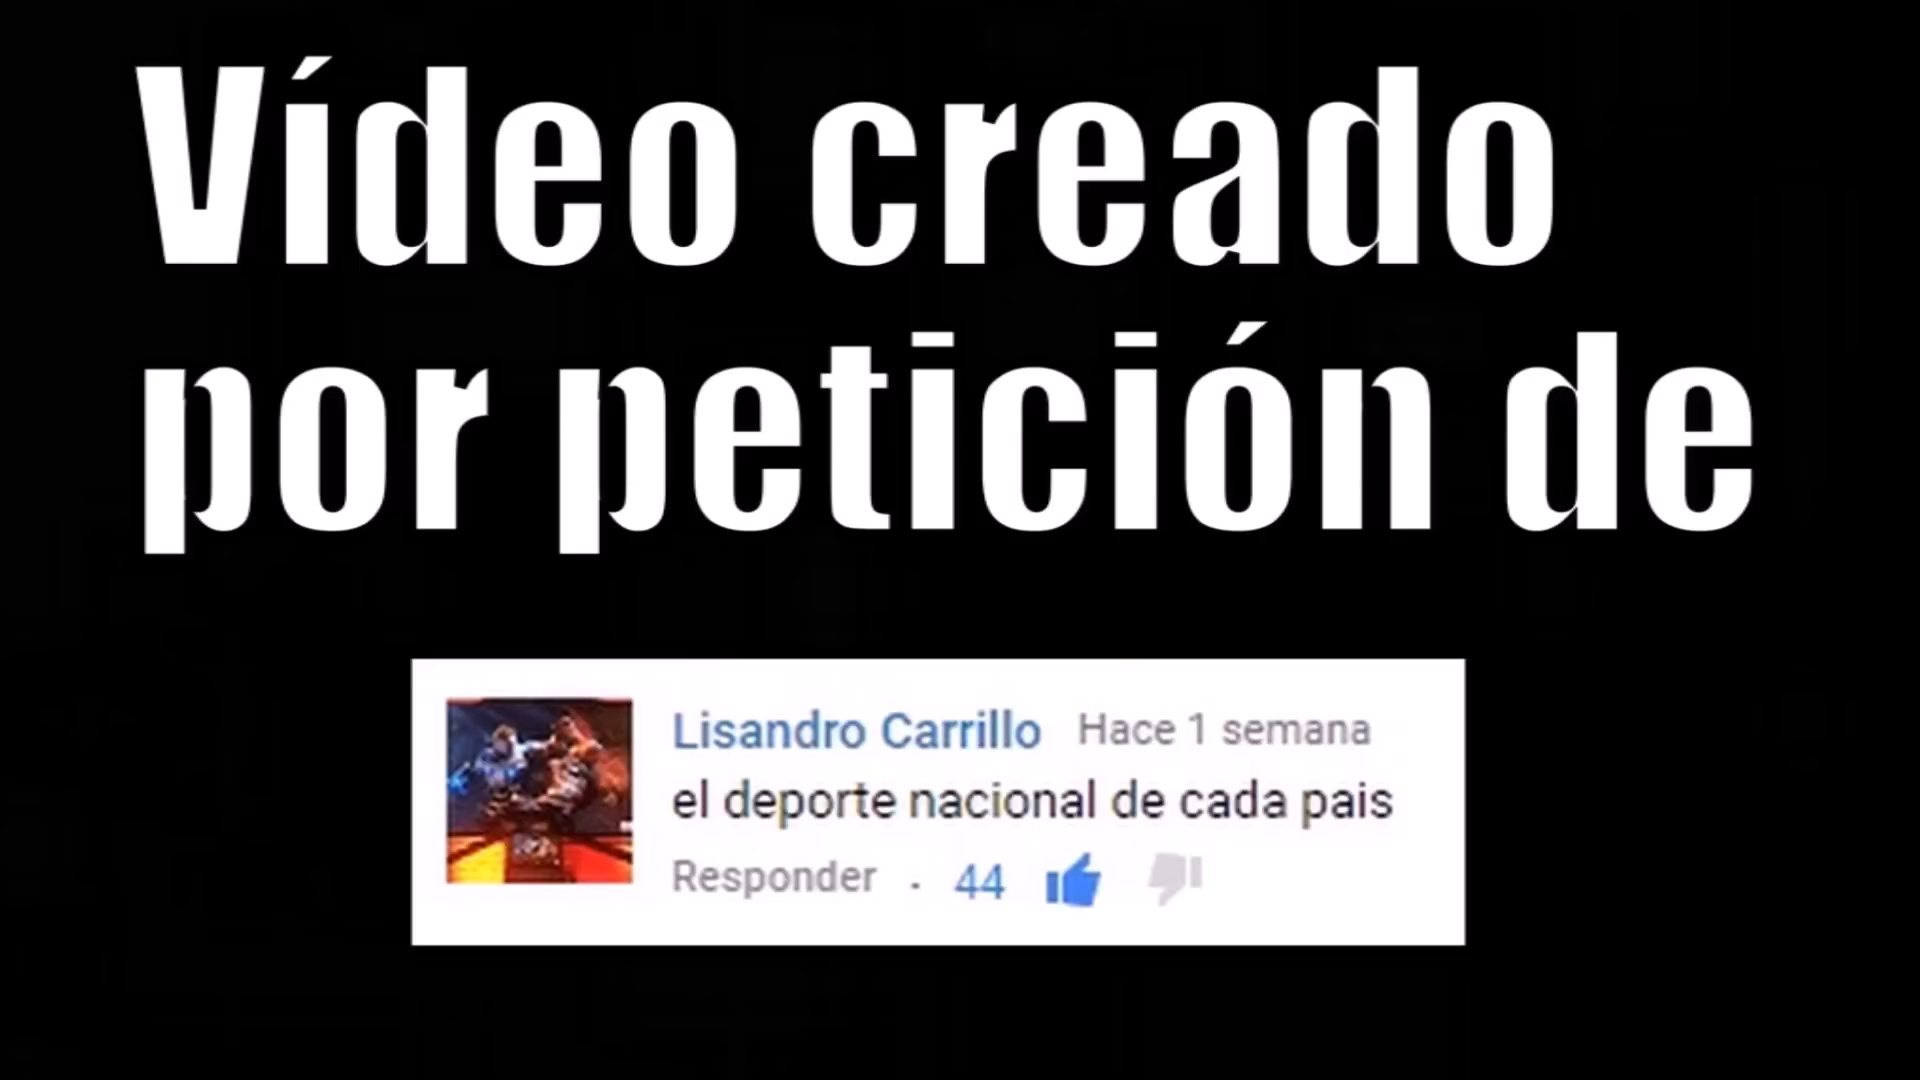 Vídeo creado
por petición de
Lisandro Carrillo Hace 1 semana
el deporte nacional de cada pais
Responder . 44